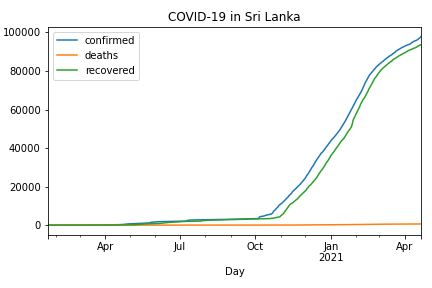 COVID-19 in Sri Lanka
confirmed
deaths
recovered
100000
80000
60000
40000
20000
0
Apr
Jul
Oct
Jan
2021
Apr
Day